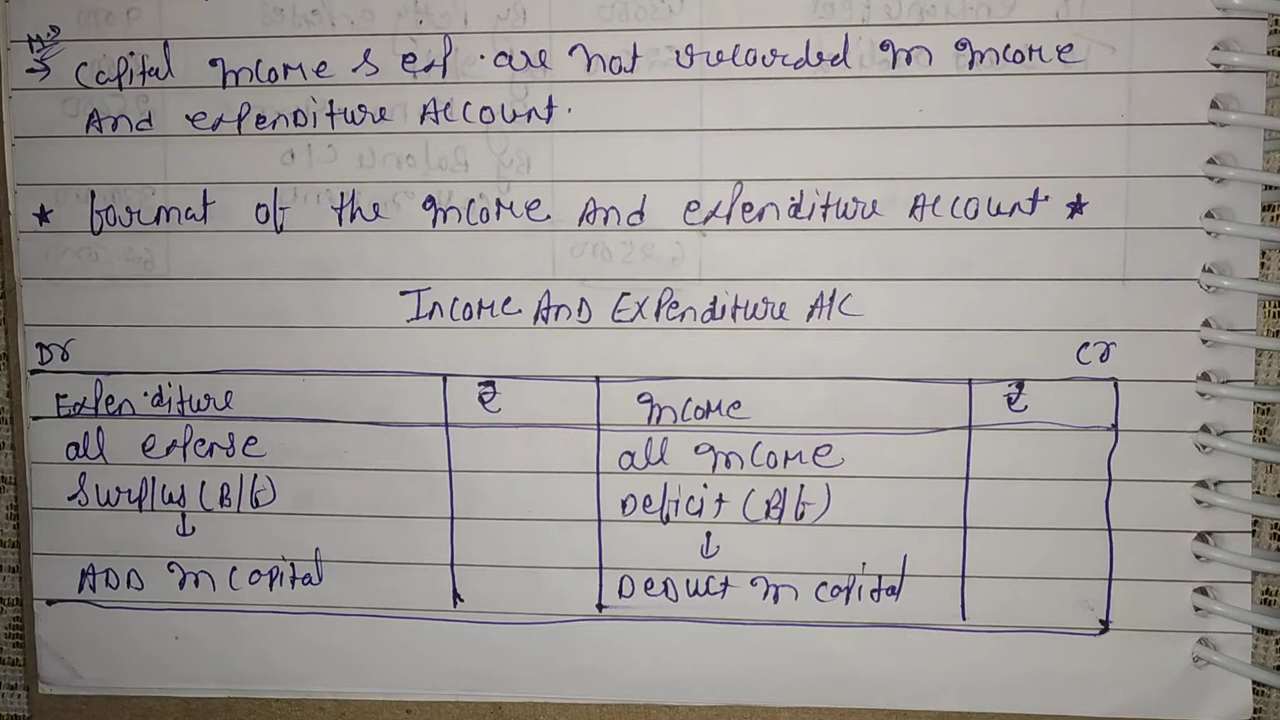 N.D
→ Capital Income & exp. are not recorded in Income
And expenditure Account.
* format of the Income And expenditure Account *
Income And Expenditure A/C
Dr Cr
Expenditure ₹ Income ₹
all expense all Income
Surplus (B/f) Deficit (B/f)
↓ ↓
ADD in Capital Deduct in capital